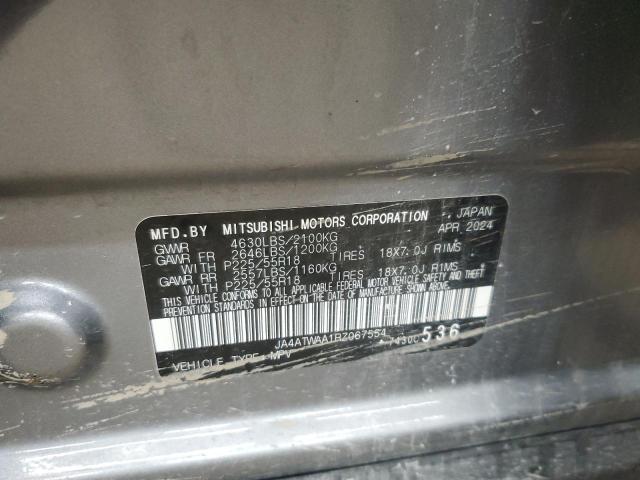 MFD.BY MITSUBISHI MOTORS CORPORATION JAPAN
APR 2024
GVWR 4630LBS/2100KG
GAWR FR 2646LBS/1200KG
WITH P225/55R18 TIRES 18X7.0J RIMS
GAWR RR 2557LBS/1160KG
WITH P225/55R18 TIRES 18X7.0J RIMS
THIS VEHICLE CONFORMS TO ALL APPLICABLE FEDERAL MOTOR VEHICLE SAFETY AND THEFT
PREVENTION STANDARDS IN EFFECT ON THE DATE OF MANUFACTURE SHOWN ABOVE.
JA4ATWAA1RZ067554 536
VEHICLE TYPE: MPV